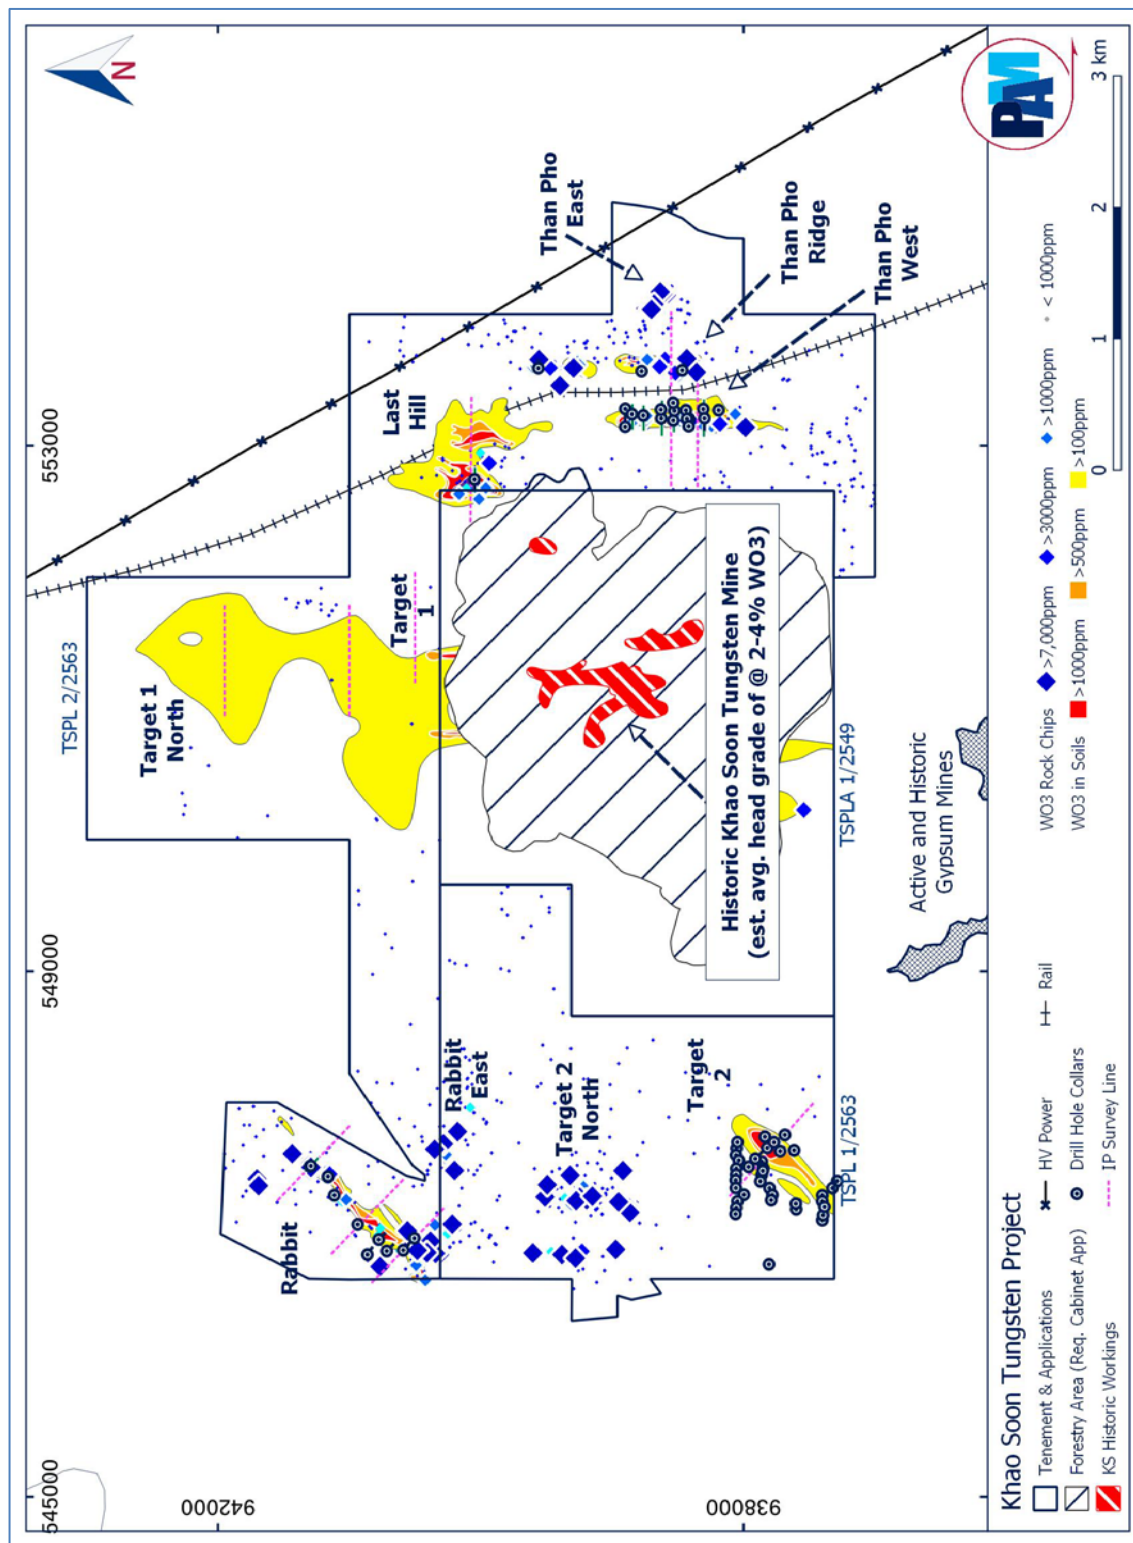 545000
549000
553000
N
942000
938000
TSPL 2/2563
Target 1
North
Rabbit
Target
1
Last
Hill
Rabbit
East
Than Pho
East
Target 2
North
Than Pho
Ridge
Target
2
Than Pho
West
Historic Khao Soon Tungsten Mine
(est. avg. head grade of @ 2-4% WO3)
TSPL 1/2563
TSPLA 1/2549
Active and Historic
Gypsum Mines
PAM
Khao Soon Tungsten Project
Tenement & Applications
HV Power
Rail
Forestry Area (Req. Cabinet App)
Drill Hole Collars
KS Historic Workings
IP Survey Line
WO3 Rock Chips
>7,000ppm
>3000ppm
>1000ppm
< 1000ppm
WO3 in Soils
>1000ppm
>500ppm
>100ppm
0
1
2
3 km